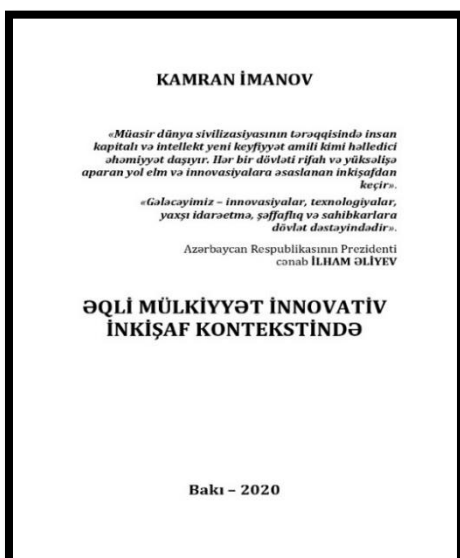 KAMRAN İMANOV
«Müasir dünya sivilizasiyasının tərəqqisində insan
kapitalı və intellekt yeni keyfiyyət amili kimi həlledici
əhəmiyyət daşıyır. Hər bir dövləti rifah və yüksəlişə
aparan yol elm və innovasiyalara əsaslanan inkişafdan
keçir».
«Gələcəyimiz – innovasiyalar, texnologiyalar,
yaxşı idarəetmə, şəffaflıq və sahibkarlara
dövlət dəstəyindədir».
Azərbaycan Respublikasının Prezidenti
cənab İLHAM ƏLİYEV
ƏQLİ MÜLKİYYƏT İNNOVATİV
İNKİŞAF KONTEKSTİNDƏ
Bakı – 2020